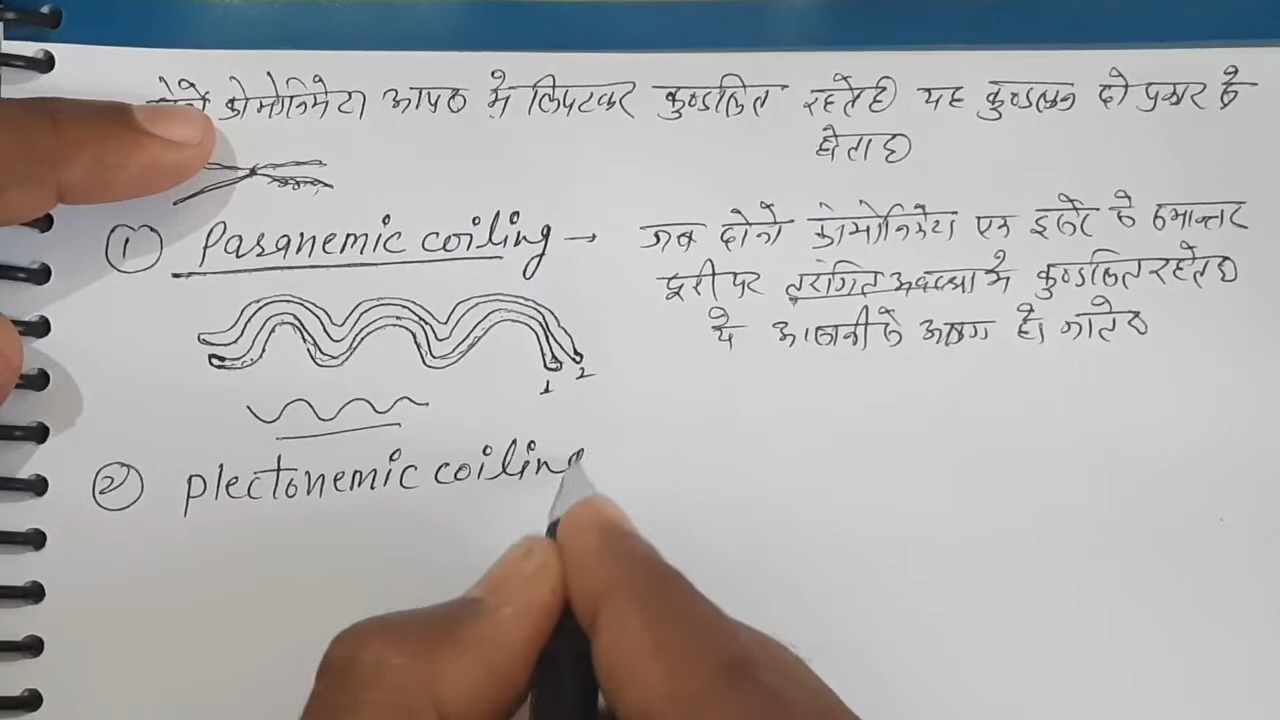 क्रोमोनिमेटा आपस में लिपटकर कुण्डलित रहते है यह कुण्डलन दो प्रकार के
होता है
① Paranemic coiling → जब दोनो क्रोमोनिमेटा एक दूसरे के समान्तर
दूरी पर तरंगित अवस्था में कुण्डलित रहते है
ये आसानी से अलग हो जाते है
1 2
② plectonemic coiling